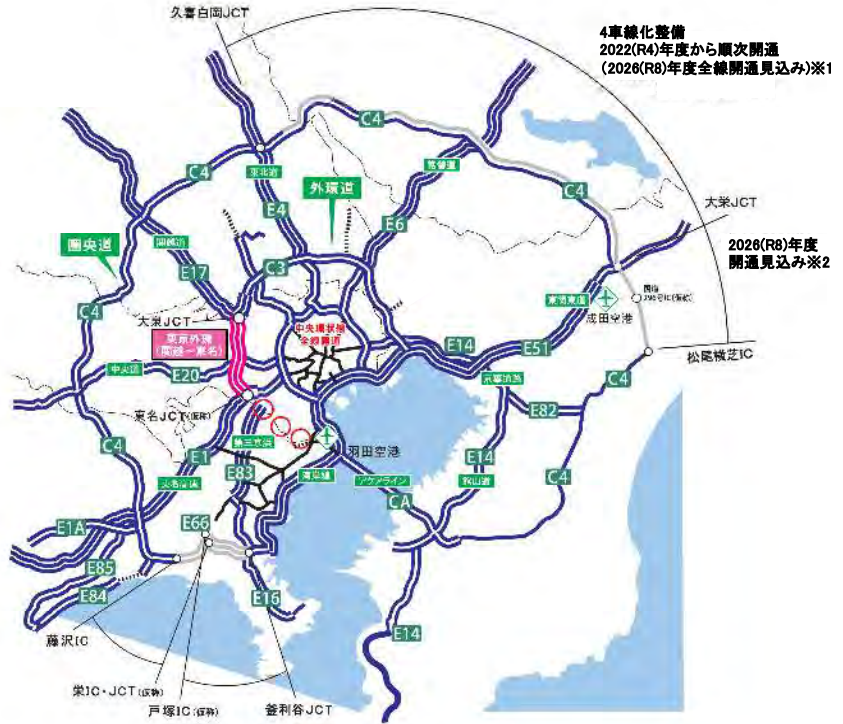 久喜白岡JCT
4車線化整備
2022(R4)年度から順次開通
(2026(R8)年度全線開通見込み)※1
C4
C4
東北道
常磐道
外環道
C4
大栄JCT
E4
E6
圏央道
関越道
2026(R8)年度
開通見込み※2
E17
C3
C4
東関東道
成田空港
大泉JCT
中央環状線
全線開通
東京外環
(関越~東名)
E14
E51
松尾横芝IC
中央道
E20
京葉道路
C4
東名JCT(仮称)
E82
C4
第三京浜
羽田空港
E1
E83
E14
東名高速
湾岸線
アクアライン
館山道
C4
CA
E66
E1A
E85
E84
E16
E14
藤沢IC
栄IC・JCT(仮称)
戸塚IC(仮称)
釜利谷JCT